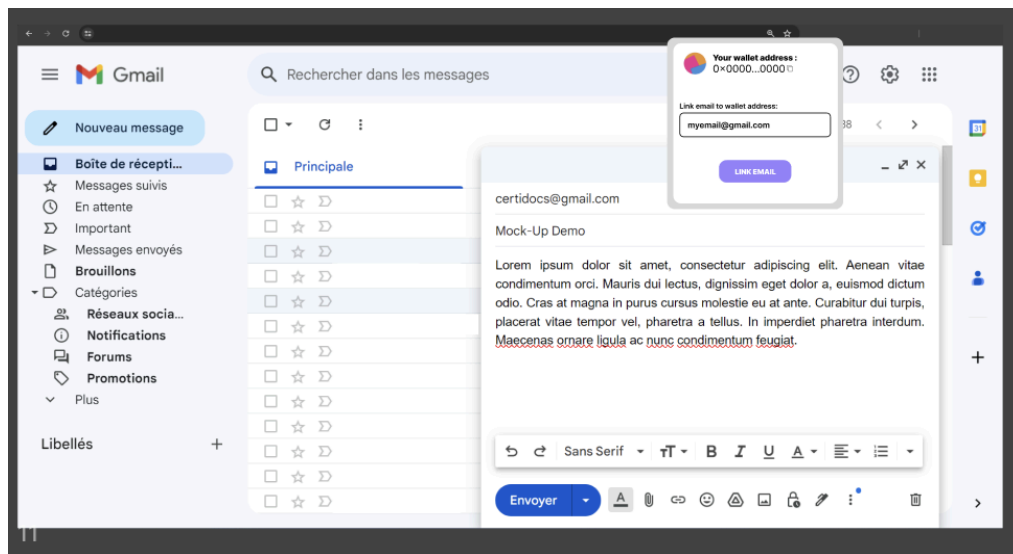 Gmail
Rechercher dans les messages
Your wallet address :
0×0000...0000
Link email to wallet address:
myemail@gmail.com
LINK EMAIL
38
31
Nouveau message
Boîte de récepti...
Messages suivis
En attente
Important
Messages envoyés
Brouillons
Catégories
Réseaux socia...
Notifications
Forums
Promotions
Plus
Libellés
Principale
certidocs@gmail.com
Mock-Up Demo
Lorem ipsum dolor sit amet, consectetur adipiscing elit. Aenean vitae
condimentum orci. Mauris dui lectus, dignissim eget dolor a, euismod dictum
odio. Cras at magna in purus cursus molestie eu at ante. Curabitur dui turpis,
placerat vitae tempor vel, pharetra a tellus. In imperdiet pharetra interdum.
Maecenas ornare ligula ac nunc condimentum feugiat.
Sans Serif
Envoyer
11